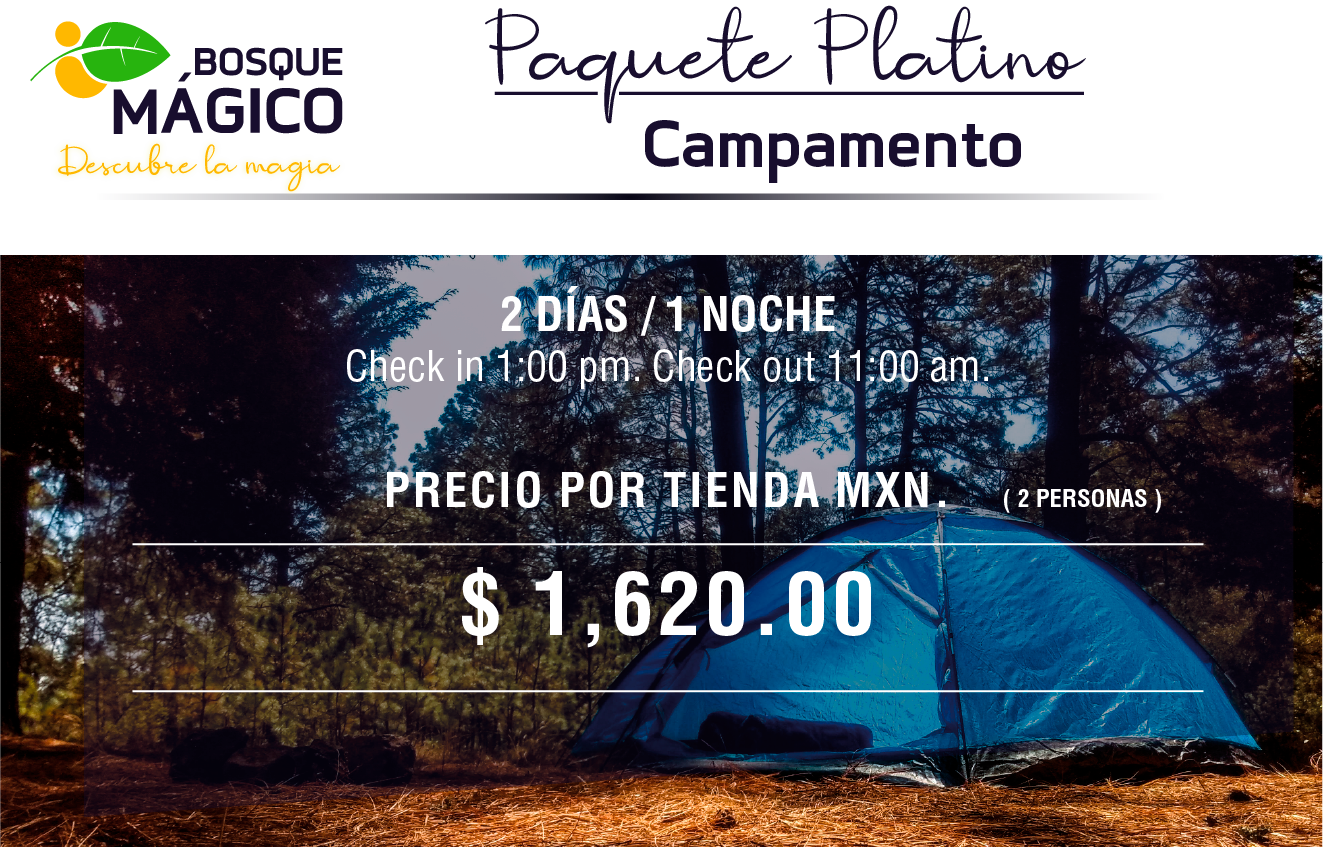 BOSQUE
MÁGICO
Descubre la magia
Paquete Platino
Campamento
2 DÍAS / 1 NOCHE
Check in 1:00 pm. Check out 11:00 am.
PRECIO POR TIENDA MXN. ( 2 PERSONAS )
$ 1,620.00